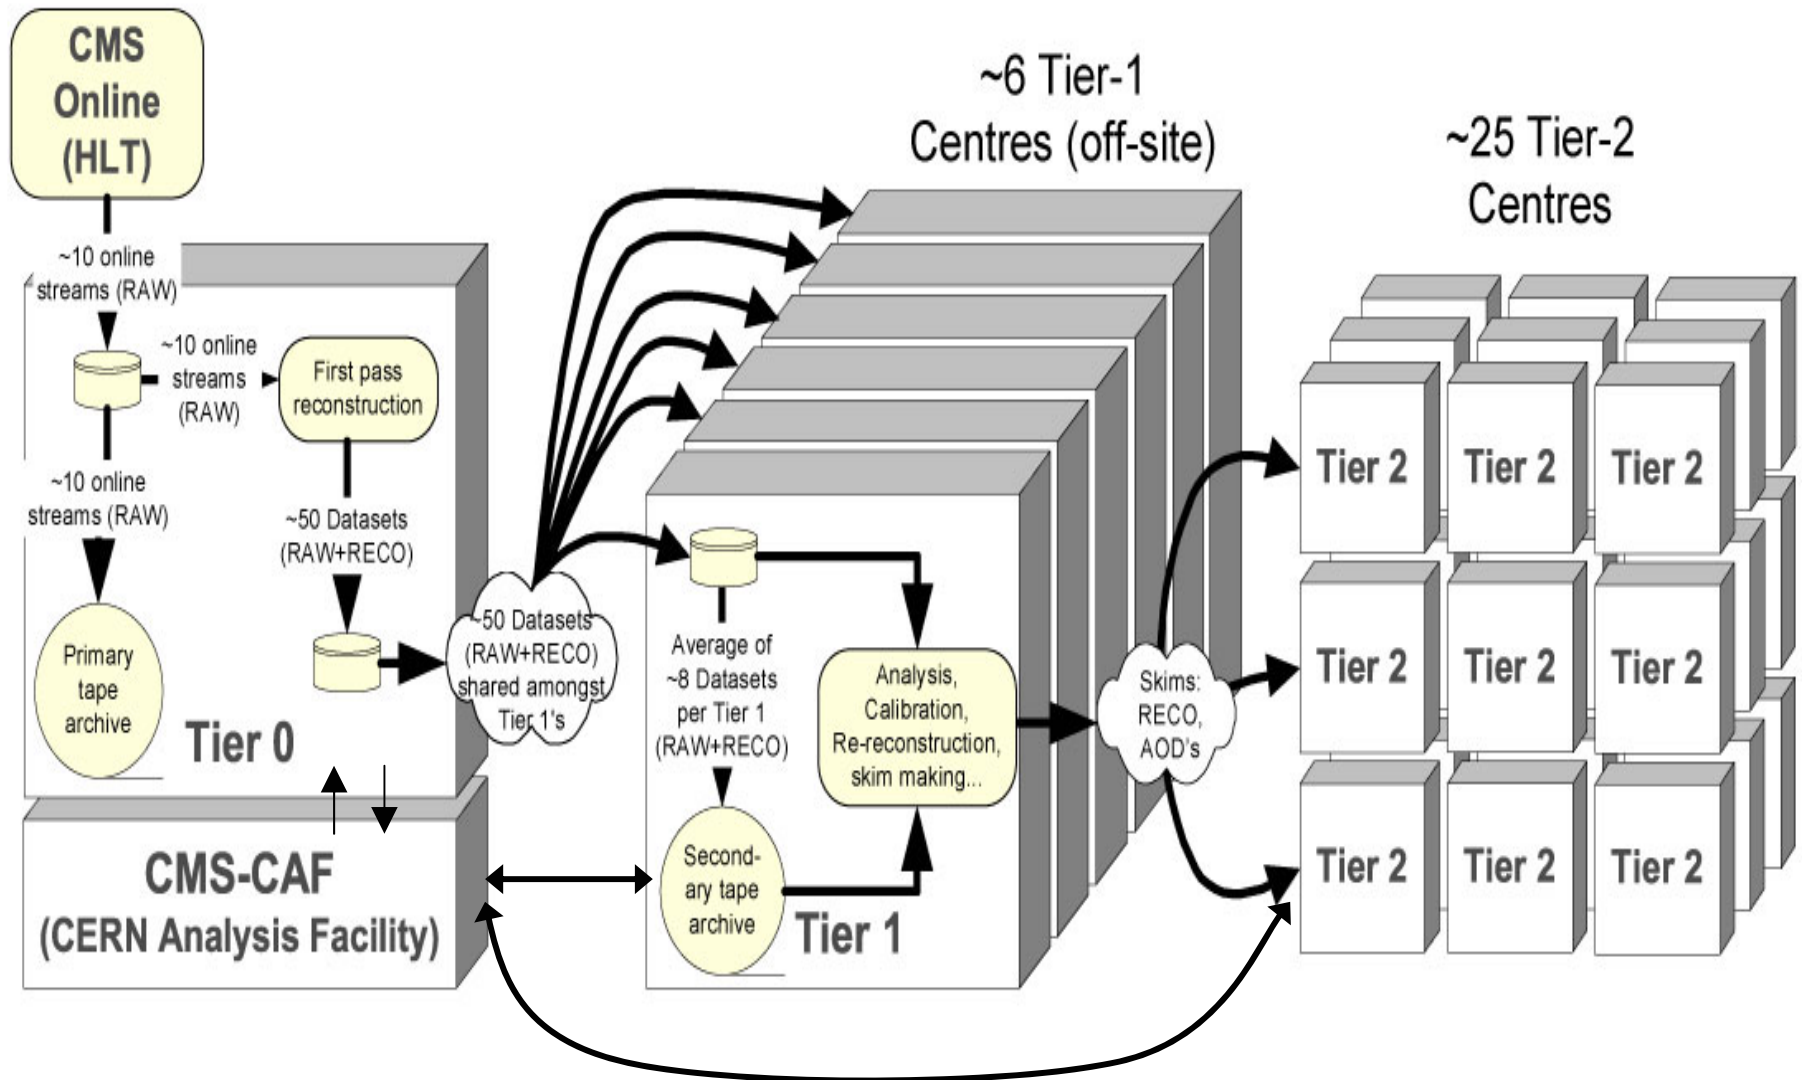 CMS
Online
(HLT)
~10 online
streams (RAW)
~10 online
streams
(RAW)
First pass
reconstruction
~10 online
streams (RAW)
~50 Datasets
(RAW+RECO)
Primary
tape
archive
Tier 0
~50 Datasets
(RAW+RECO)
shared amongst
Tier 1's
CMS-CAF
(CERN Analysis Facility)
~6 Tier-1
Centres (off-site)
Average of
~8 Datasets
per Tier 1
(RAW+RECO)
Analysis,
Calibration,
Re-reconstruction,
skim making...
Second-
ary tape
archive
Tier 1
Skims:
RECO,
AOD's
~25 Tier-2
Centres
Tier 2
Tier 2
Tier 2
Tier 2
Tier 2
Tier 2
Tier 2
Tier 2
Tier 2